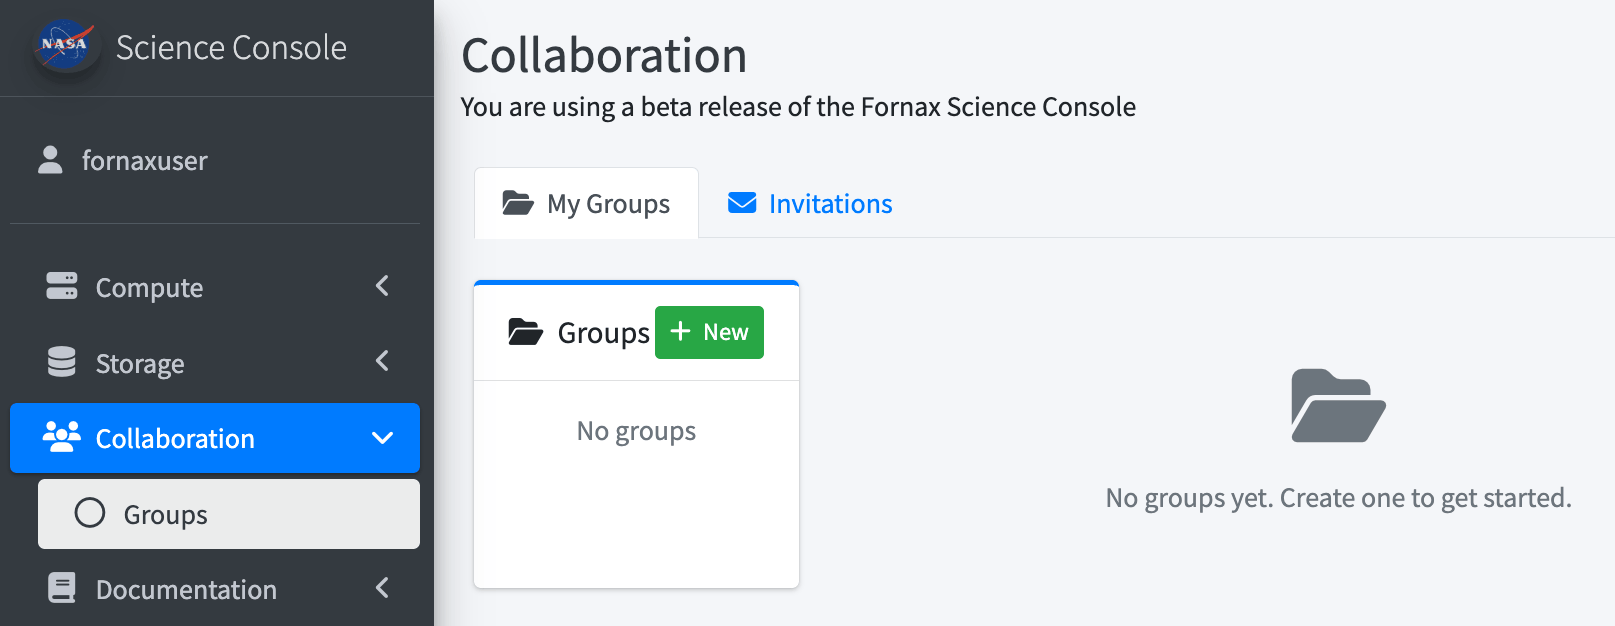 NASA
Science Console
fornaxuser
Compute
Storage
Collaboration
Groups
Documentation
Collaboration
You are using a beta release of the Fornax Science Console
My Groups
Invitations
Groups
+ New
No groups
No groups yet. Create one to get started.